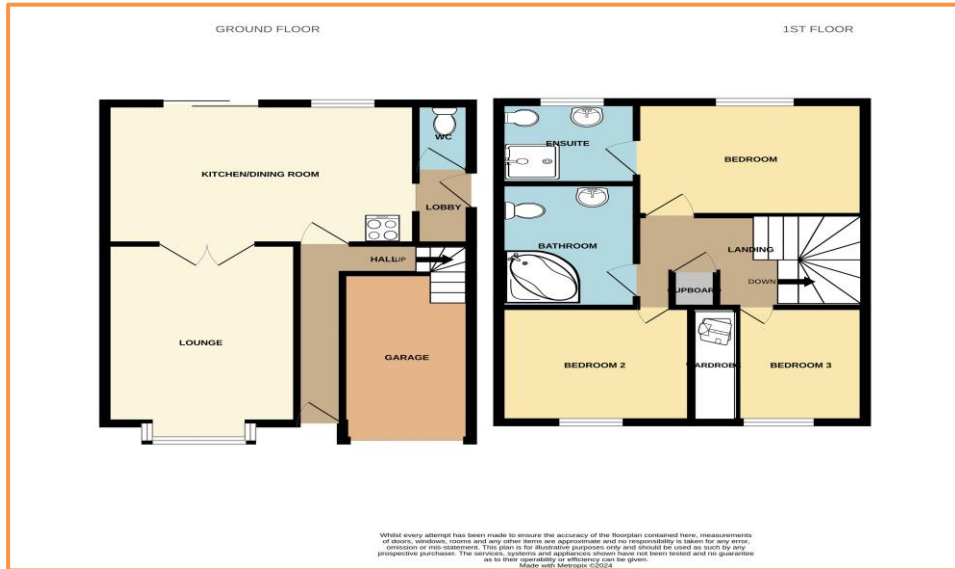 GROUND FLOOR
1ST FLOOR
WC
KITCHEN/DINING ROOM
LOBBY
HALL
UP
LOUNGE
GARAGE
ENSUITE
BEDROOM
BATHROOM
LANDING
DOWN
CUPBOARD
BEDROOM 2
WARDROBE
BEDROOM 3
Whilst every attempt has been made to ensure the accuracy of the floorplan contained here, measurements
of doors, windows, rooms and any other items are approximate and no responsibility is taken for any error,
omission or mis-statement. This plan is for illustrative purposes only and should be used as such by any
prospective purchaser. The services, systems and appliances shown have not been tested and no guarantee
as to their operability or efficiency can be given.
Made with Metropix ©2024